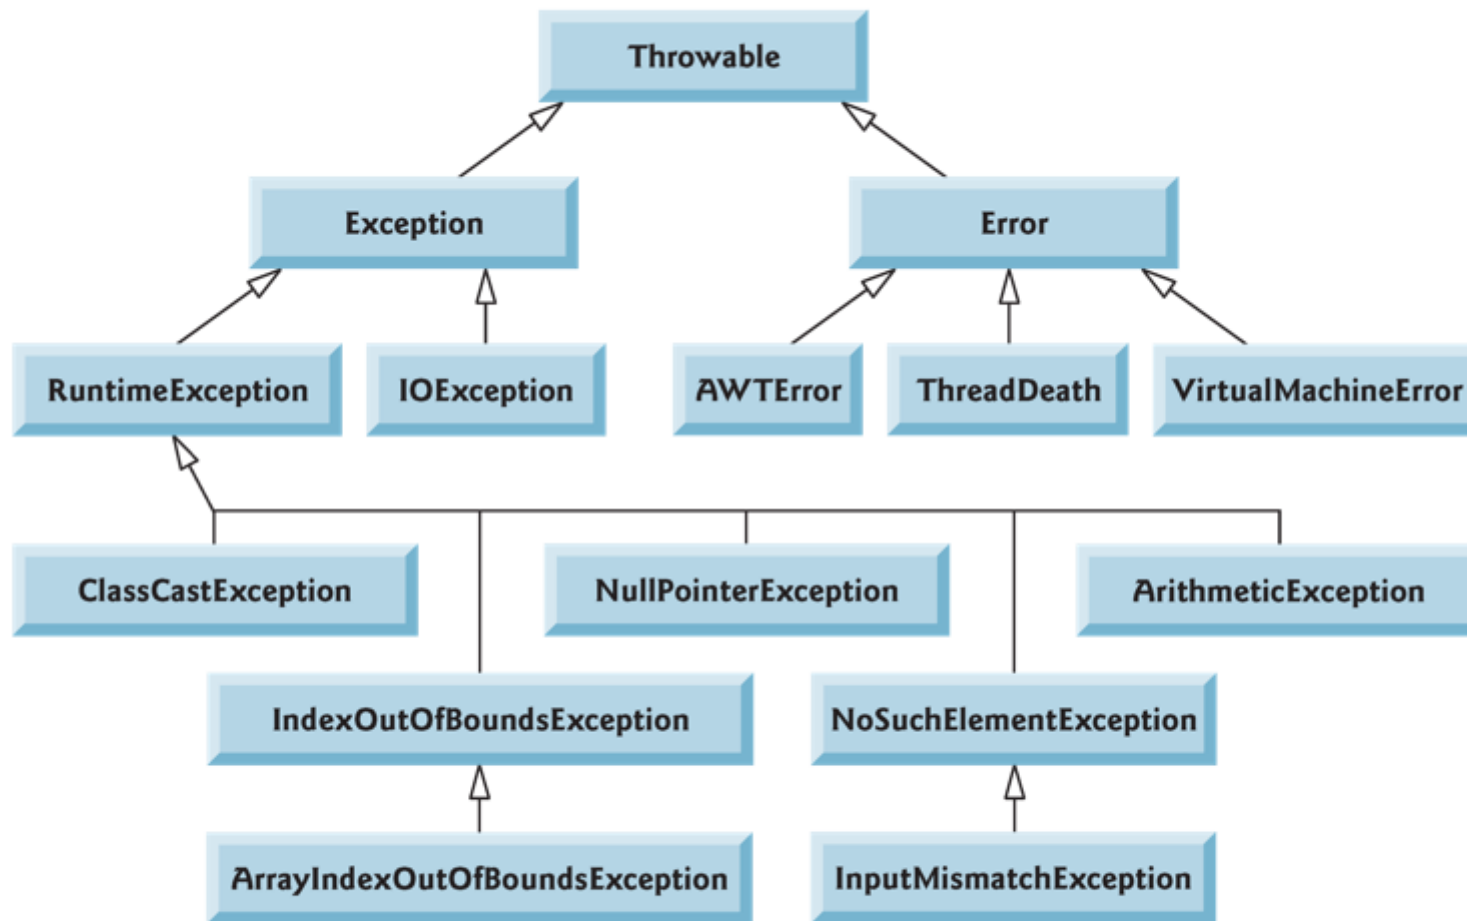 Throwable
Exception
Error
RuntimeException
IOException
AWTError
ThreadDeath
VirtualMachineError
ClassCastException
NullPointerException
ArithmeticException
IndexOutOfBoundsException
NoSuchElementException
ArrayIndexOutOfBoundsException
InputMismatchException